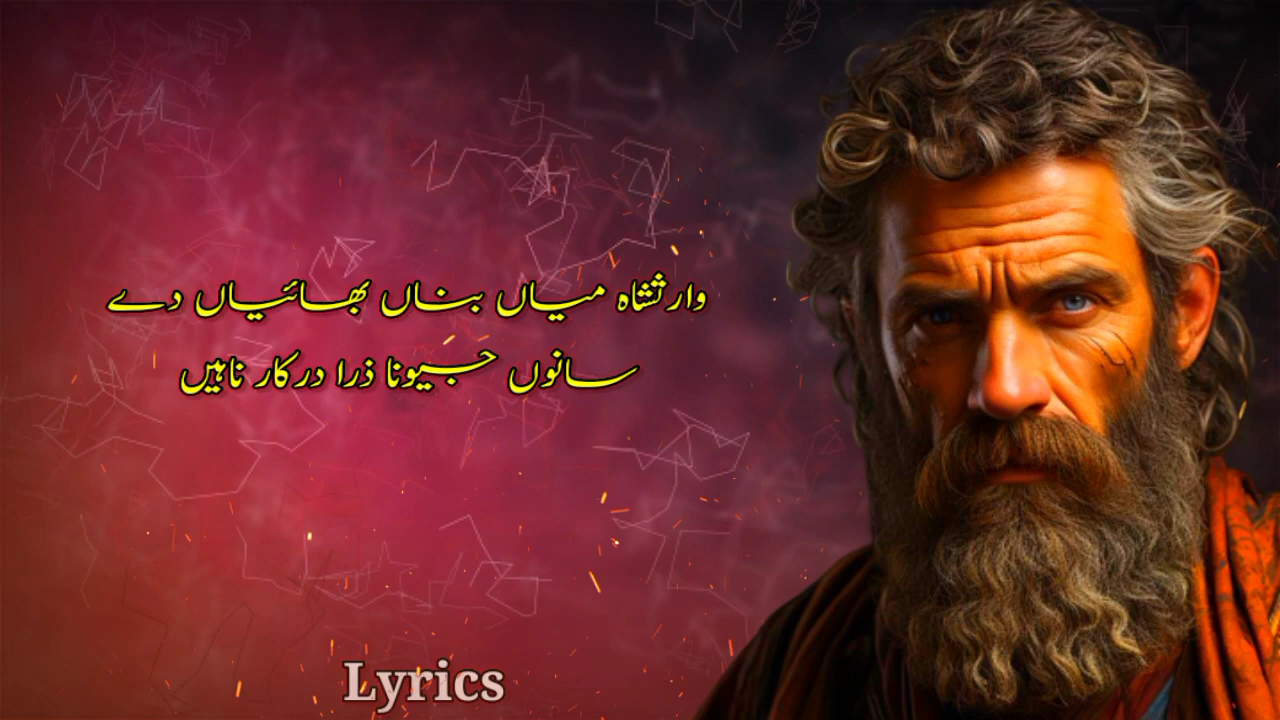 وارثشاہ میاں بناں بھائیاں دے
سانوں جیونا ذرا درکار ناہیں
Lyrics